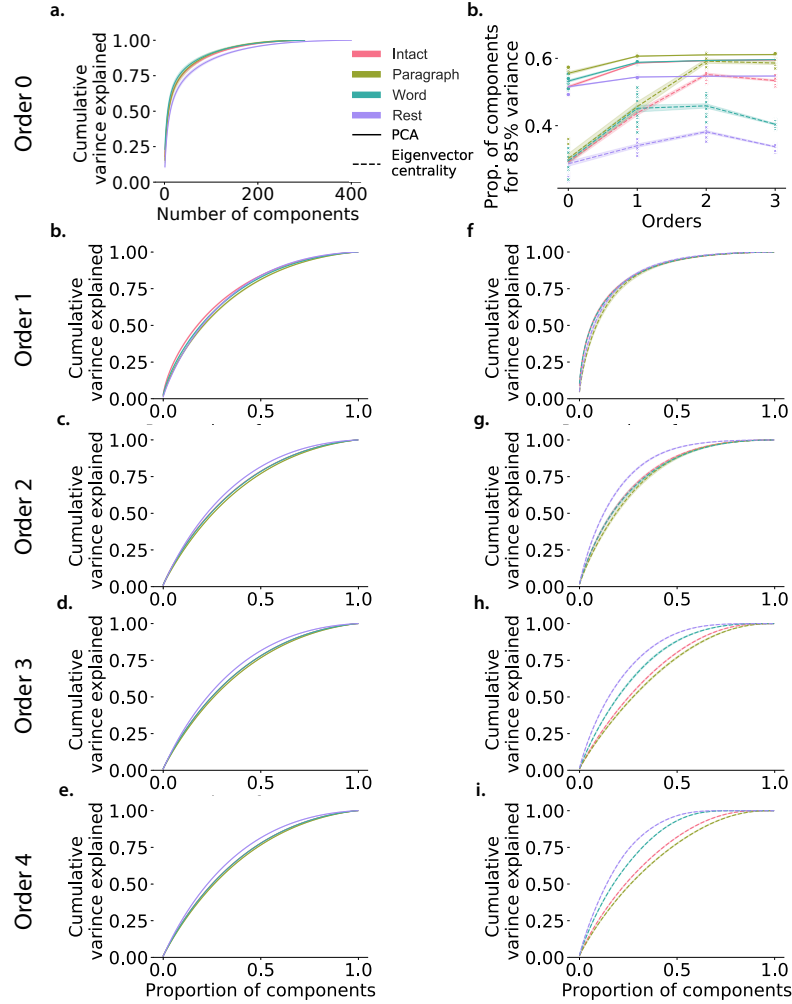 a.
Order 0
Cumulative
varince explained
1.00
0.75
0.50
0.25
0.00
0
200
400
Number of components
Intact
Paragraph
Word
Rest
PCA
Eigenvector
centrality
b.
Prop. of components
for 85% variance
0.6
0.4
0
1
2
3
Orders
b.
Order 1
Cumulative
varince explained
1.00
0.75
0.50
0.25
0.00
0.0
0.5
1.0
f
Cumulative
varince explained
1.00
0.75
0.50
0.25
0.00
0.0
0.5
1.0
c.
Order 2
Cumulative
varince explained
1.00
0.75
0.50
0.25
0.00
0.0
0.5
1.0
g.
Cumulative
varince explained
1.00
0.75
0.50
0.25
0.00
0.0
0.5
1.0
d.
Order 3
Cumulative
varince explained
1.00
0.75
0.50
0.25
0.00
0.0
0.5
1.0
h.
Cumulative
varince explained
1.00
0.75
0.50
0.25
0.00
0.0
0.5
1.0
e.
Order 4
Cumulative
varince explained
1.00
0.75
0.50
0.25
0.00
0.0
0.5
1.0
Proportion of components
i.
Cumulative
varince explained
1.00
0.75
0.50
0.25
0.00
0.0
0.5
1.0
Proportion of components